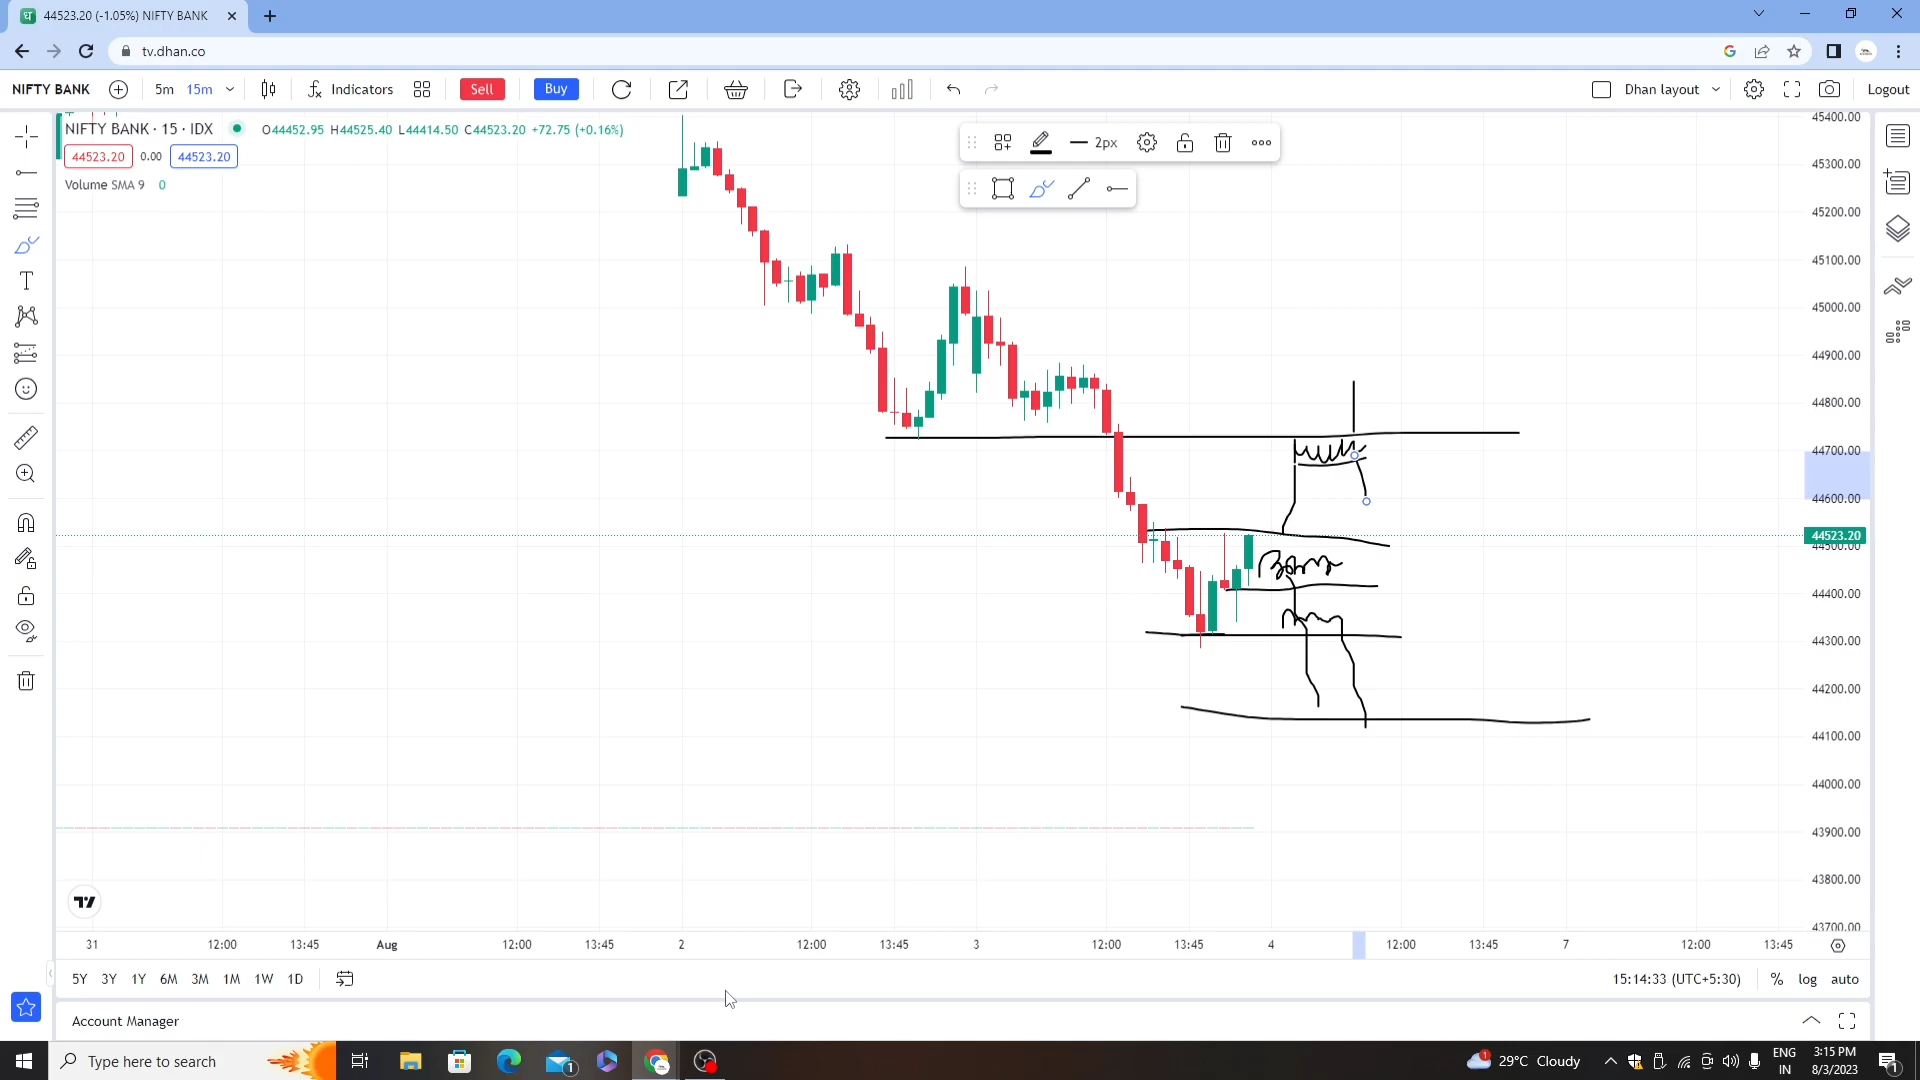 44523.20 (-1.05%) NIFTY BANK
tv.dhan.co
NIFTY BANK 5m 15m Indicators Sell Buy Dhan layout Logout
NIFTY BANK · 15 · IDX O44452.95 H44525.40 L44414.50 C44523.20 +72.75 (+0.16%)
44523.20 0.00 44523.20
Volume SMA 9 0
2px
T
45400.00
45300.00
45200.00
45100.00
45000.00
44900.00
44800.00
44700.00
44600.00
44523.20
44500.00
44400.00
44300.00
44200.00
44100.00
44000.00
43900.00
43800.00
43700.00
31 12:00 13:45 Aug 12:00 13:45 2 12:00 13:45 3 12:00 13:45 4 12:00 13:45 7 12:00 13:45
5Y 3Y 1Y 6M 3M 1M 1W 1D 15:14:33 (UTC+5:30) % log auto
Account Manager
Type here to search 1 1 29°C Cloudy ENG IN 3:15 PM 8/3/2023 1